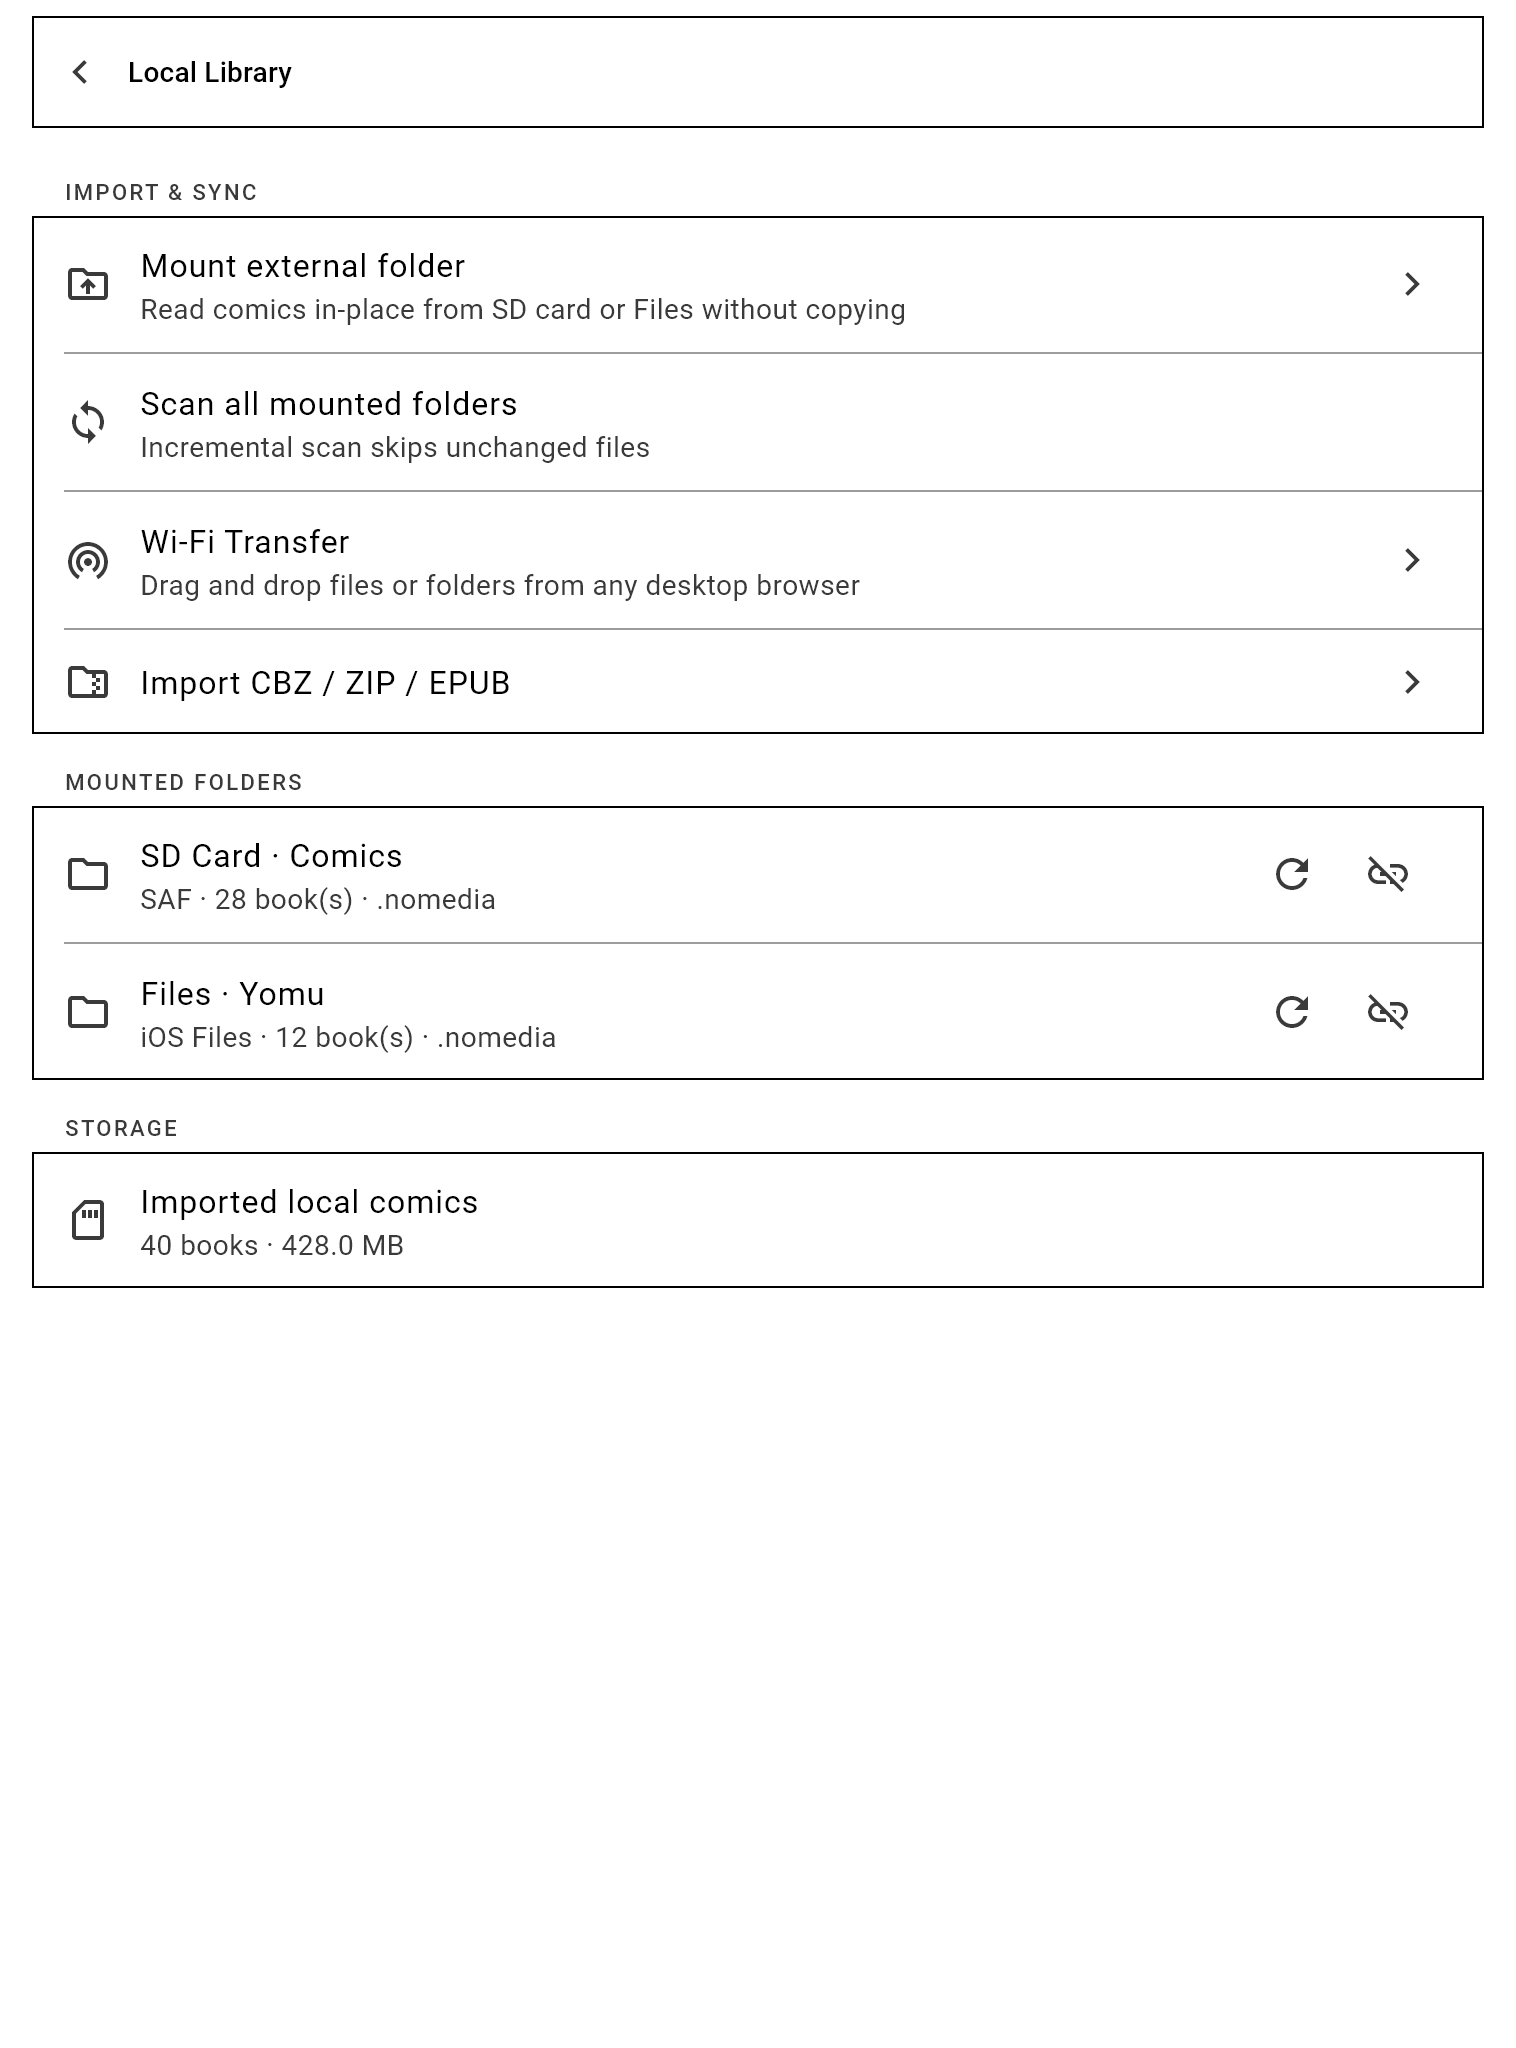 Local Library
IMPORT & SYNC
Mount external folder
Read comics in-place from SD card or Files without copying
Scan all mounted folders
Incremental scan skips unchanged files
Wi-Fi Transfer
Drag and drop files or folders from any desktop browser
Import CBZ / ZIP / EPUB
MOUNTED FOLDERS
SD Card · Comics
SAF · 28 book(s) · .nomedia
Files · Yomu
iOS Files · 12 book(s) · .nomedia
STORAGE
Imported local comics
40 books · 428.0 MB